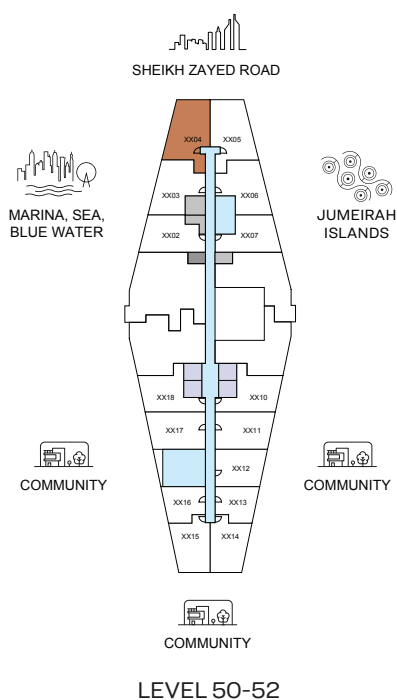 SHEIKH ZAYED ROAD
XX04
XX05
MARINA, SEA,
BLUE WATER
JUMEIRAH
ISLANDS
XX03
XX06
XX02
XX07
XX18
XX10
XX17
XX11
XX12
XX16
XX13
XX15
XX14
COMMUNITY
COMMUNITY
COMMUNITY
LEVEL 50-52